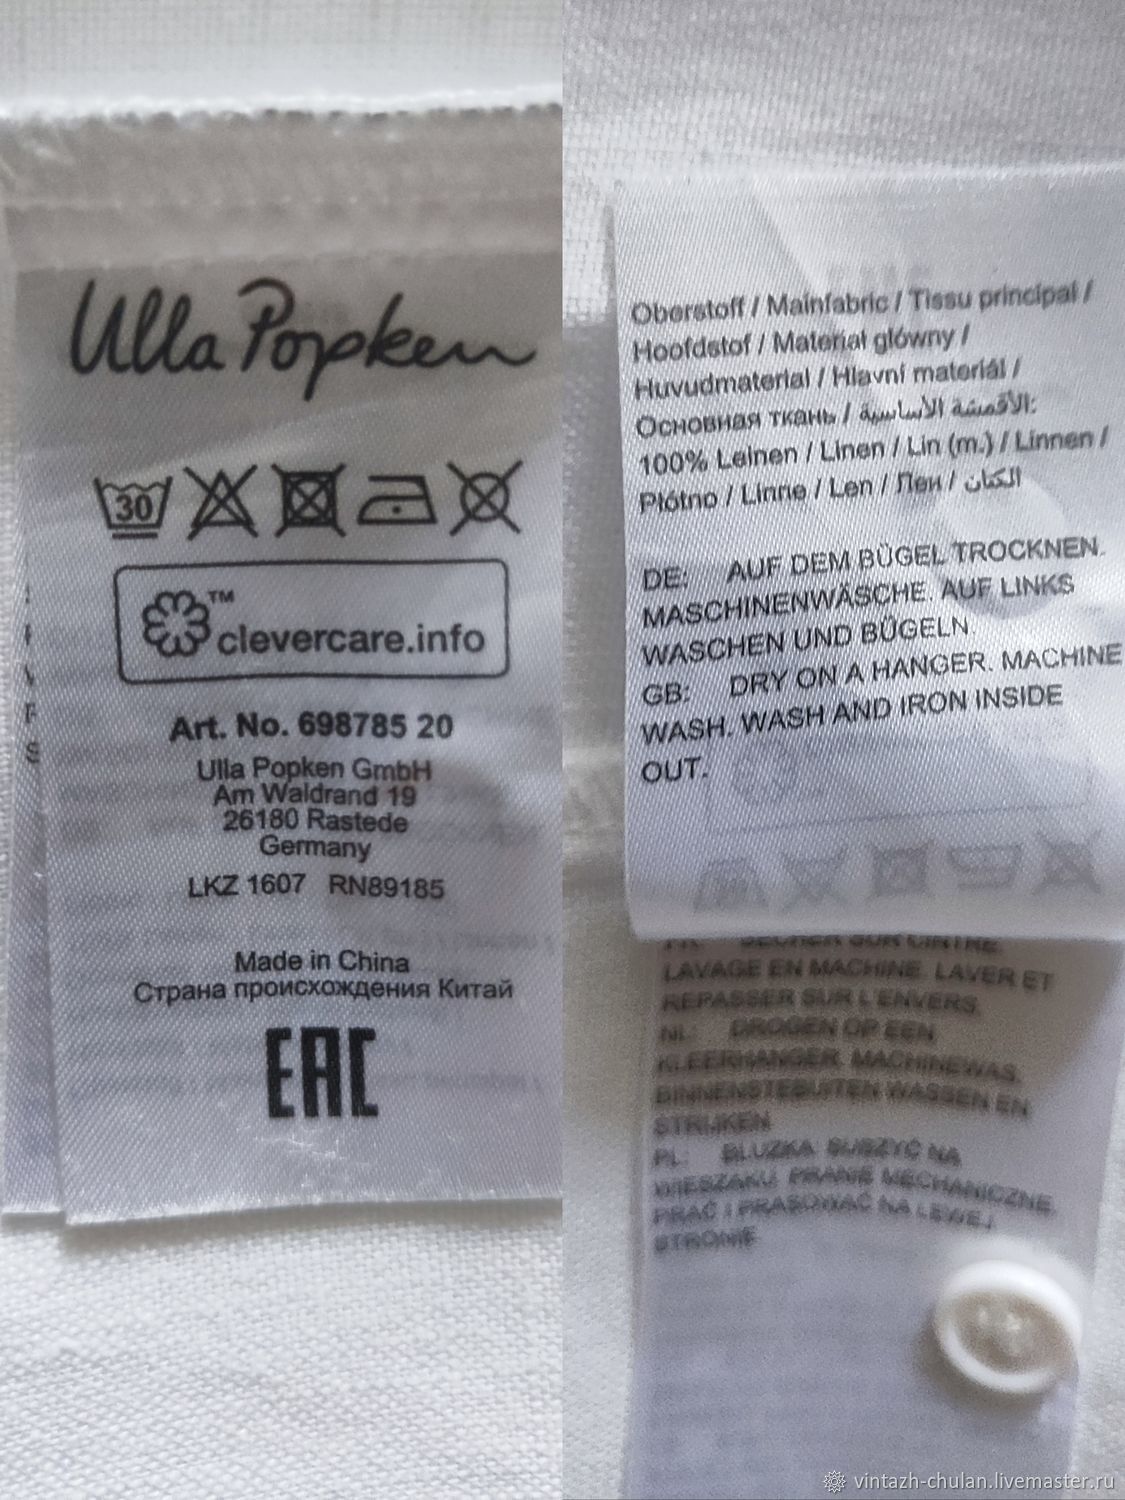 Ulla Popken
30
clevercare.info™
Art. No. 698785 20
Ulla Popken GmbH
Am Waldrand 19
26180 Rastede
Germany
LKZ 1607 RN89185
Made in China
Страна происхождения Китай
EAC
Oberstoff / Mainfabric / Tissu principal /
Hoofdstof / Materiał główny /
Huvudmaterial / Hlavní materiál /
Основная ткань / الأقمشة الأساسية:
100% Leinen / Linen / Lin (m.) / Linnen /
Płótno / Linne / Len / Лен / الكتان
DE: AUF DEM BÜGEL TROCKNEN.
MASCHINENWÄSCHE. AUF LINKS
WASCHEN UND BÜGELN.
GB: DRY ON A HANGER. MACHINE
WASH. WASH AND IRON INSIDE
OUT.
FR: SÉCHER SUR CINTRE.
LAVAGE EN MACHINE. LAVER ET
REPASSER SUR L'ENVERS.
NL: DROGEN OP EEN
KLEERHANGER. MACHINEWAS.
BINNENSTEBUITEN WASSEN EN
STRIJKEN.
PL: BLUZKA: SUSZYĆ NA
WIESZAKU. PRANIE MECHANICZNE.
PRAĆ I PRASOWAĆ NA LEWEJ
STRONIE.
vintazh-chulan.livemaster.ru